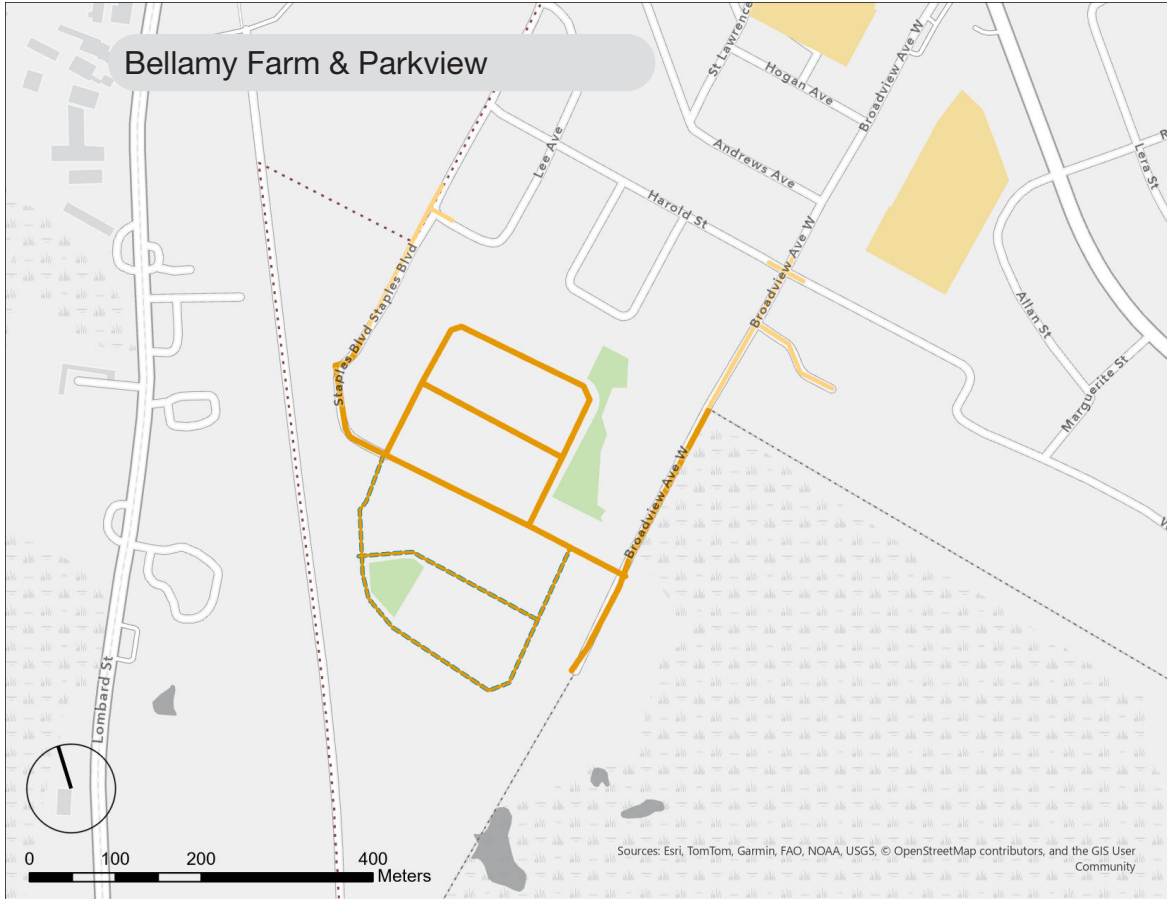 Bellamy Farm & Parkview
St Lawrence
Hogan Ave
Broadview Ave W
Lee Ave
Andrews Ave
Lera St
Harold St
Broadview Ave W
Staples Blvd
Staples Blvd
Allan St
Marguerite St
Broadview Ave W
Lombard St
0 100 200 400
Meters
Sources: Esri, TomTom, Garmin, FAO, NOAA, USGS, © OpenStreetMap contributors, and the GIS User
Community